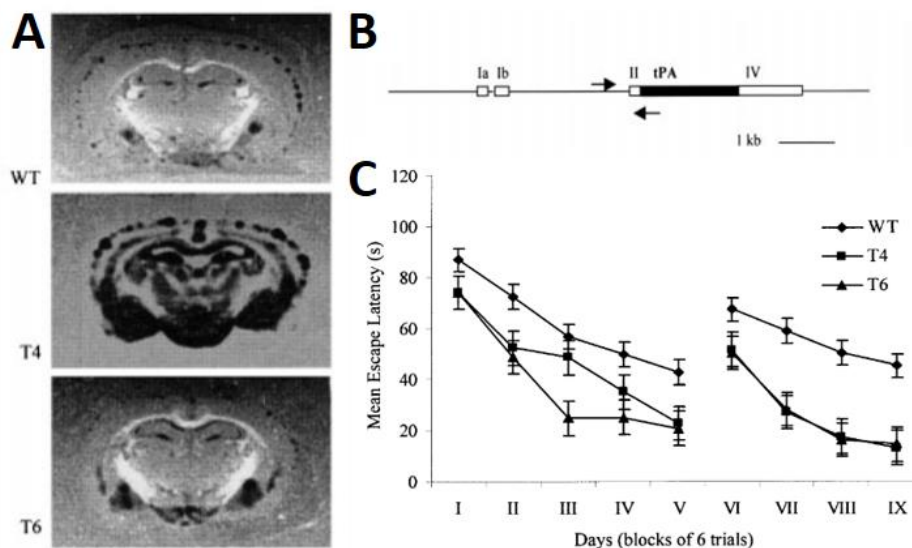 A
WT
T4
T6
B
Ia Ib II tPA IV
1 kb
C
120
100
80
60
40
20
0
Mean Escape Latency (s)
WT
T4
T6
I II III IV V VI VII VIII IX
Days (blocks of 6 trials)